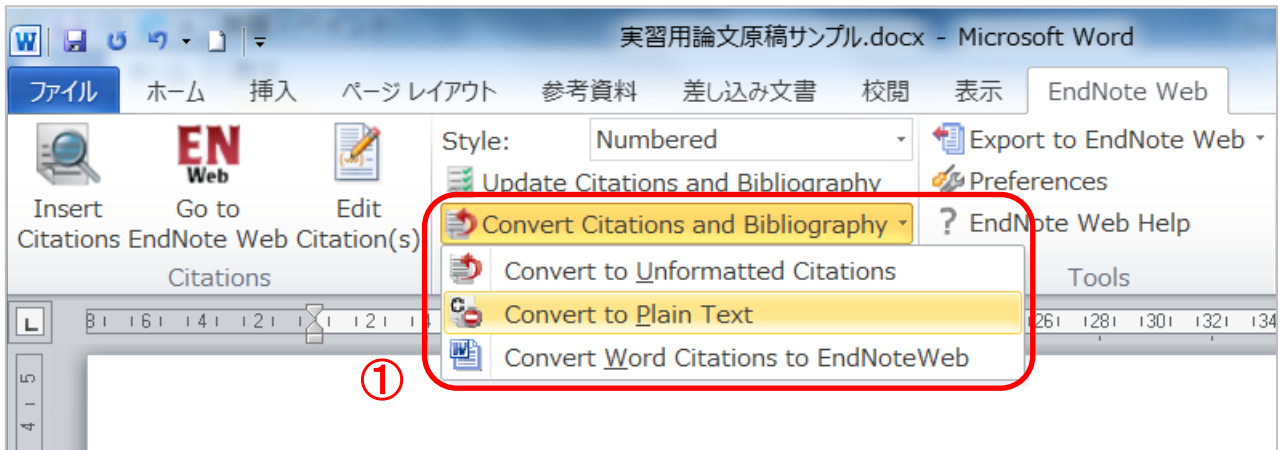 実習用論文原稿サンプル.docx - Microsoft Word
ファイル ホーム 挿入 ページ レイアウト 参考資料 差し込み文書 校閲 表示 EndNote Web
EN
Web
Insert
Citations
Go to
EndNote Web
Edit
Citation(s)
Citations
Style: Numbered
Update Citations and Bibliography
Convert Citations and Bibliography
Convert to Unformatted Citations
Convert to Plain Text
Convert Word Citations to EndNoteWeb
Export to EndNote Web
Preferences
? EndNote Web Help
Tools
①